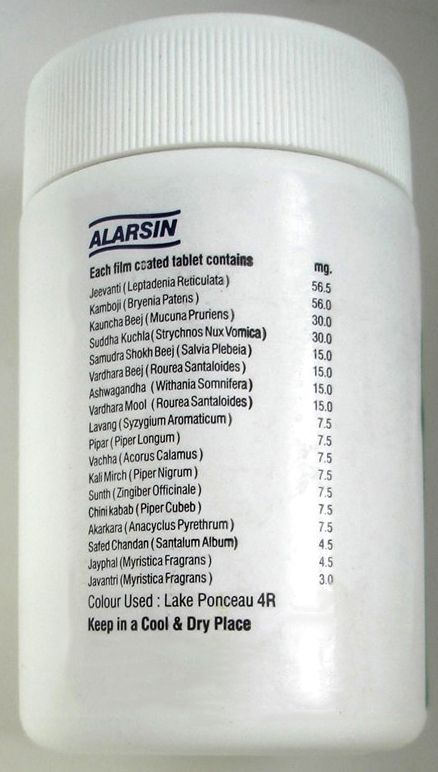 ALARSIN
Each film coated tablet contains mg.
Jeevanti ( Leptadenia Reticulata ) 56.5
Kamboji ( Bryenia Patens ) 56.0
Kauncha Beej ( Mucuna Pruriens ) 30.0
Suddha Kuchla ( Strychnos Nux Vomica ) 30.0
Samudra Shokh Beej ( Salvia Plebeia ) 15.0
Vardhara Beej ( Rourea Santaloides ) 15.0
Ashwagandha ( Withania Somnifera ) 15.0
Vardhara Mool ( Rourea Santaloides ) 15.0
Lavang ( Syzygium Aromaticum ) 7.5
Pipar ( Piper Longum ) 7.5
Vachha ( Acorus Calamus ) 7.5
Kali Mirch ( Piper Nigrum ) 7.5
Sunth ( Zingiber Officinale ) 7.5
Chini kabab ( Piper Cubeb ) 7.5
Akarkara ( Anacyclus Pyrethrum ) 7.5
Safed Chandan ( Santalum Album) 4.5
Jayphal ( Myristica Fragrans ) 4.5
Javantri ( Myristica Fragrans ) 3.0
Colour Used : Lake Ponceau 4R
Keep in a Cool & Dry Place